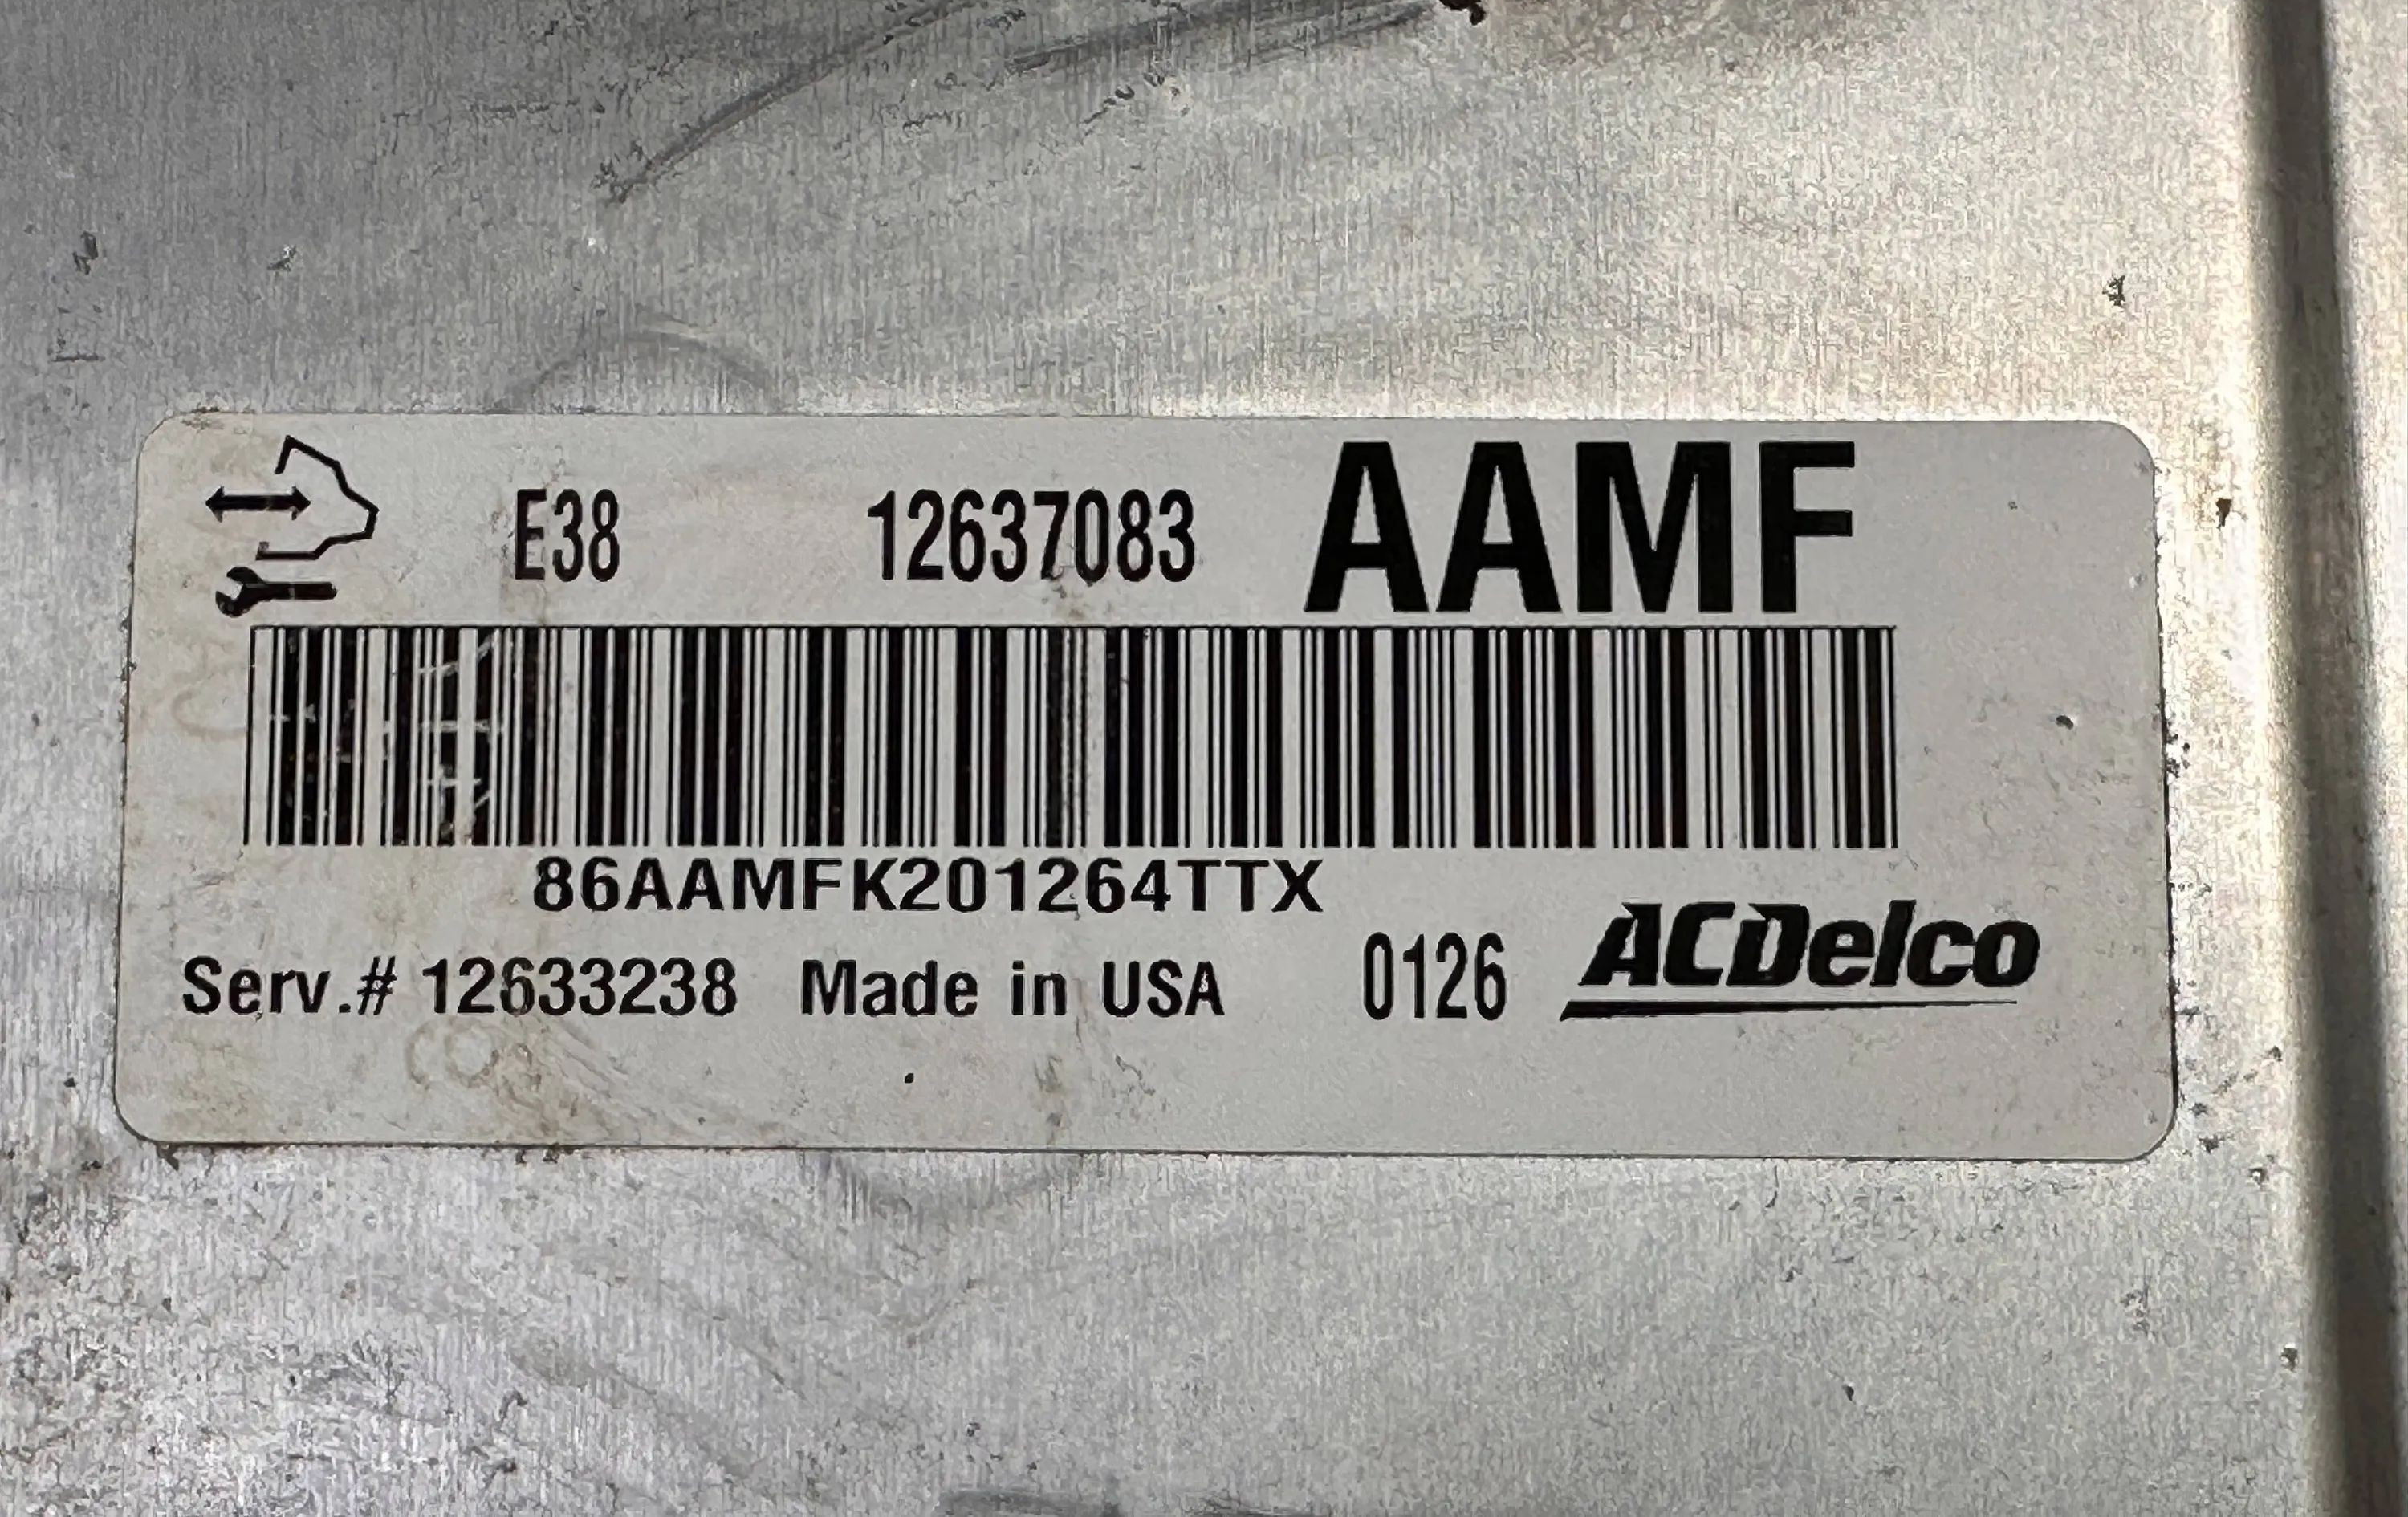 E38 12637083 AAMF
86AAMFK201264TTX
Serv.# 12633238 Made in USA 0126 ACDelco